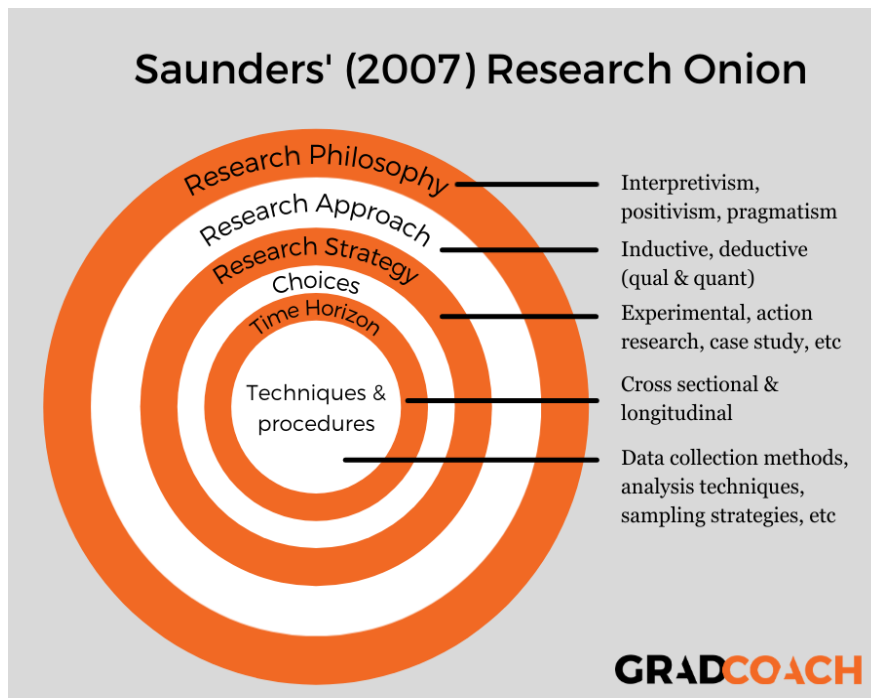 Saunders' (2007) Research Onion
Research Philosophy
Research Approach
Research Strategy
Choices
Time Horizon
Techniques &
procedures
Interpretivism,
positivism, pragmatism
Inductive, deductive
(qual & quant)
Experimental, action
research, case study, etc
Cross sectional &
longitudinal
Data collection methods,
analysis techniques,
sampling strategies, etc
GRADCOACH